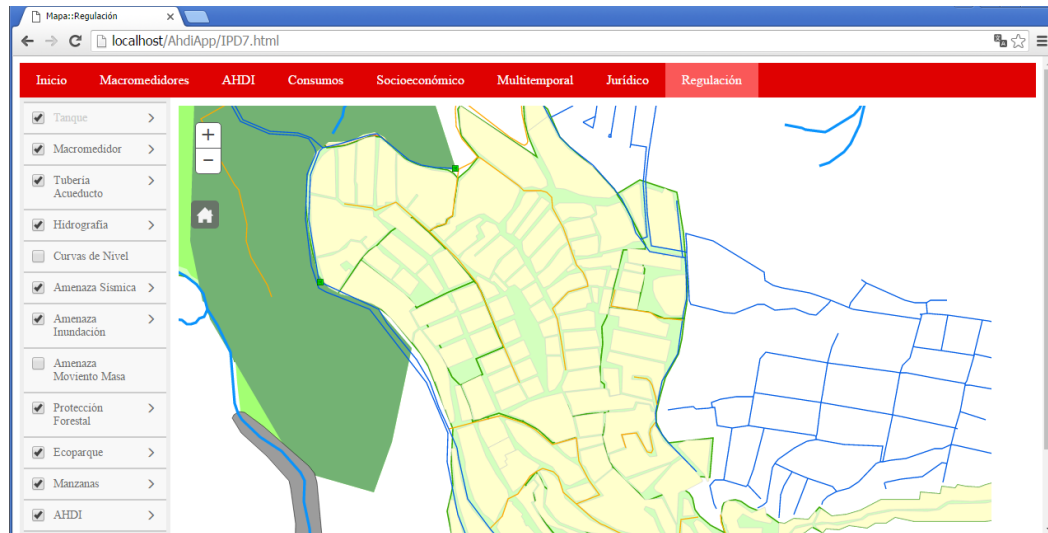 Mapa::Regulación
localhost/AhdiApp/IPD7.html
Inicio Macromedidores AHDI Consumos Socioeconómico Multitemporal Jurídico Regulación
Tanque
Macromedidor
Tubería
Acueducto
Hidrografía
Curvas de Nivel
Amenaza Sísmica
Amenaza
Inundación
Amenaza
Moviento Masa
Protección
Forestal
Ecoparque
Manzanas
AHDI
+
−